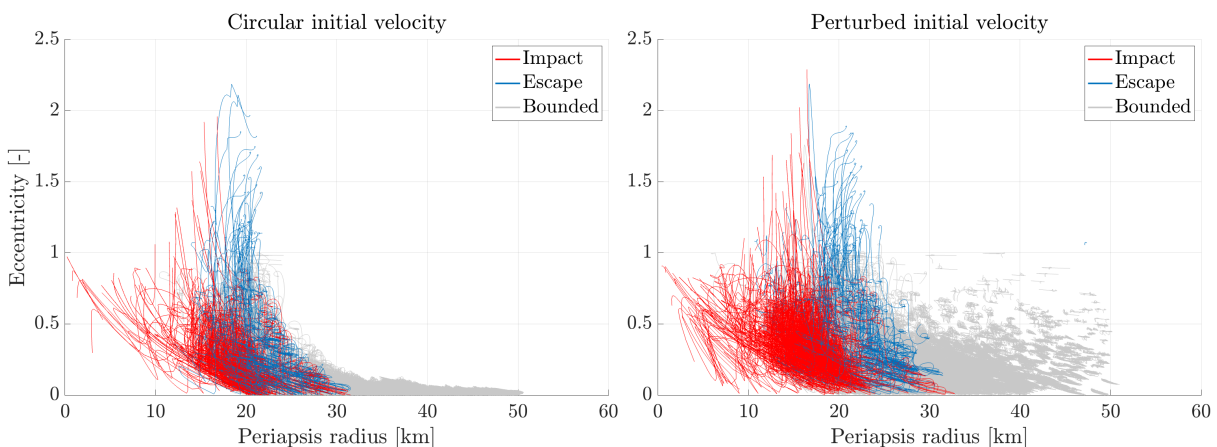 Circular initial velocity
2.5
2
1.5
1
0.5
0
Eccentricity [-]
Impact
Escape
Bounded
0 10 20 30 40 50 60
Periapsis radius [km]
Perturbed initial velocity
2.5
2
1.5
1
0.5
0
Impact
Escape
Bounded
0 10 20 30 40 50 60
Periapsis radius [km]